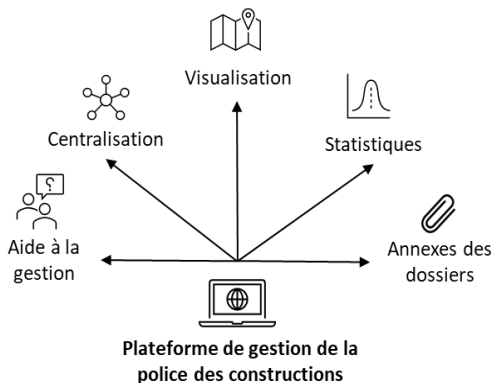 Visualisation
Centralisation
Statistiques
Aide à la
gestion
Annexes des
dossiers
Plateforme de gestion de la
police des constructions